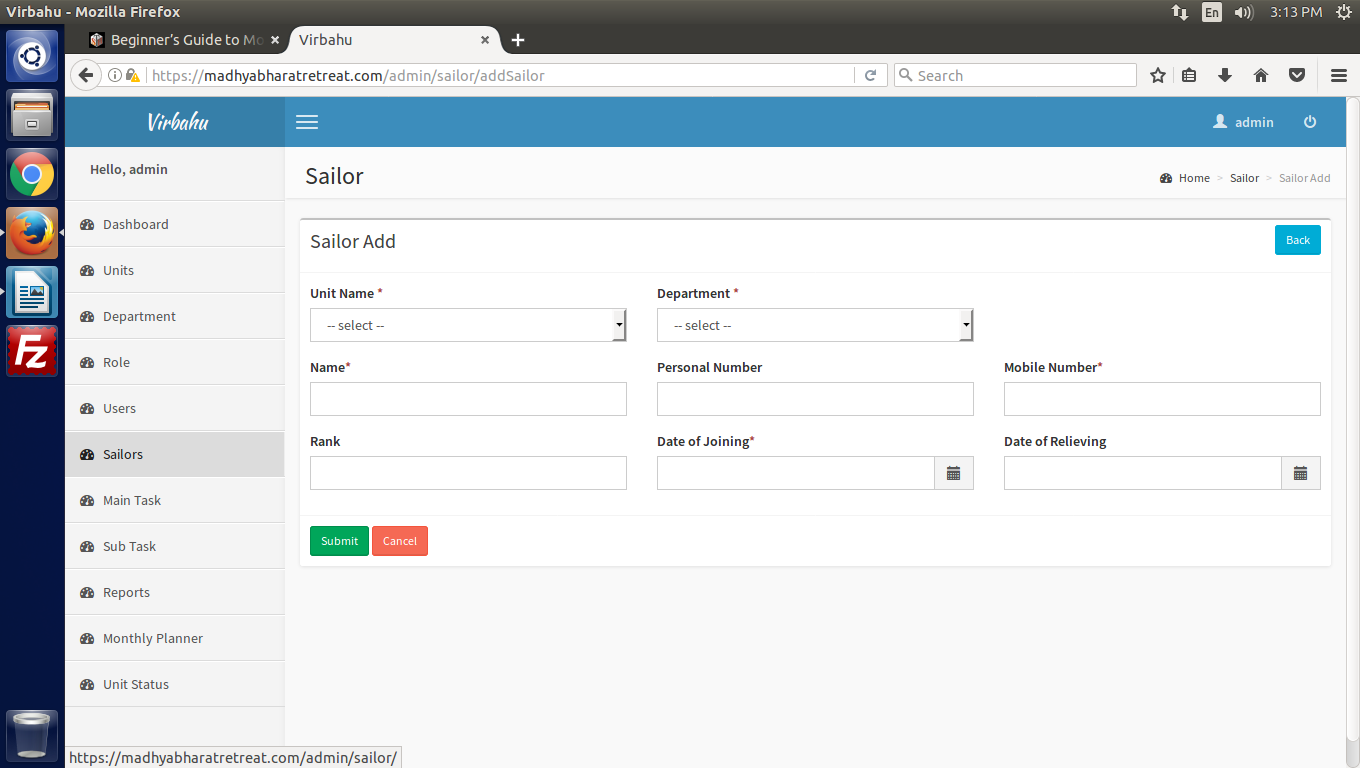 Virbahu - Mozilla Firefox
En
3:13 PM
Beginner's Guide to Mo
Virbahu
https://madhyabharatretreat.com/admin/sailor/addSailor
Search
Virbahu
admin
Hello, admin
Sailor
Home > Sailor > Sailor Add
Dashboard
Units
Department
Role
Users
Sailors
Main Task
Sub Task
Reports
Monthly Planner
Unit Status
Sailor Add
Back
Unit Name * Department *
-- select -- -- select --
Name* Personal Number Mobile Number*
Rank Date of Joining* Date of Relieving
Submit Cancel
https://madhyabharatretreat.com/admin/sailor/
Fz